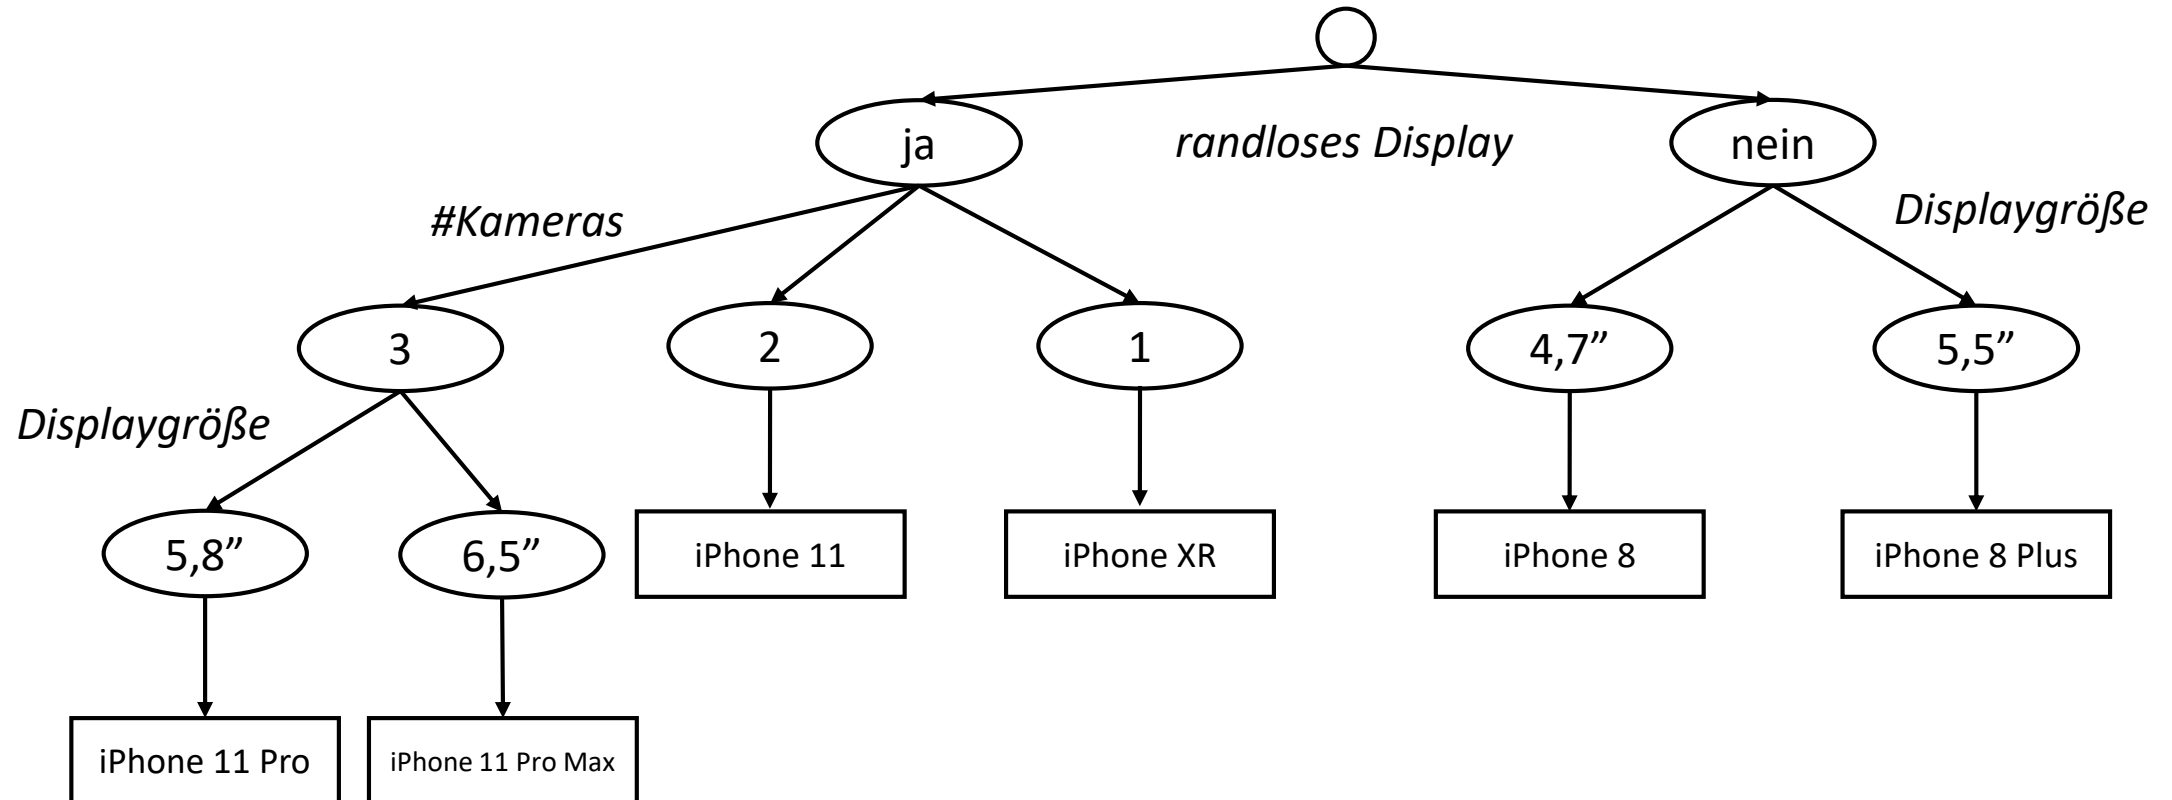 ja
randloses Display
nein
#Kameras
Displaygröße
3
2
1
4,7”
5,5”
Displaygröße
5,8”
6,5”
iPhone 11
iPhone XR
iPhone 8
iPhone 8 Plus
iPhone 11 Pro
iPhone 11 Pro Max